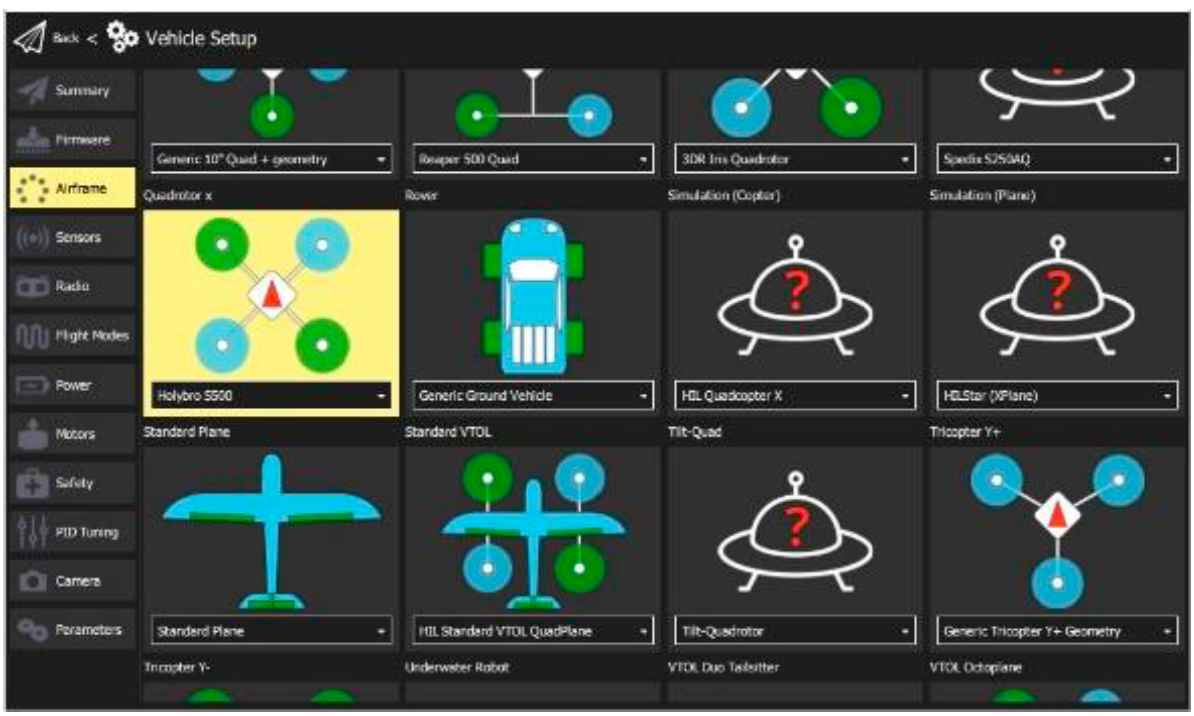 Back < Vehicle Setup
Summary
Firmware
Airframe
Sensors
Radio
Flight Modes
Power
Motors
Safety
PID Tuning
Camera
Parameters
Generic 10" Quad + geometry
Reaper 500 Quad
3DR Iris Quadrotor
Spedix S250AQ
Quadrotor x
Rover
Simulation (Copter)
Simulation (Plane)
?
?
Holybro S500
Generic Ground Vehicle
HIL Quadcopter X
HILStar (XPlane)
Standard Plane
Standard VTOL
Tilt-Quad
Tricopter Y+
?
Standard Plane
HIL Standard VTOL QuadPlane
Tilt-Quadrotor
Generic Tricopter Y+ Geometry
Tricopter Y-
Underwater Robot
VTOL Duo Tailsitter
VTOL Octoplane